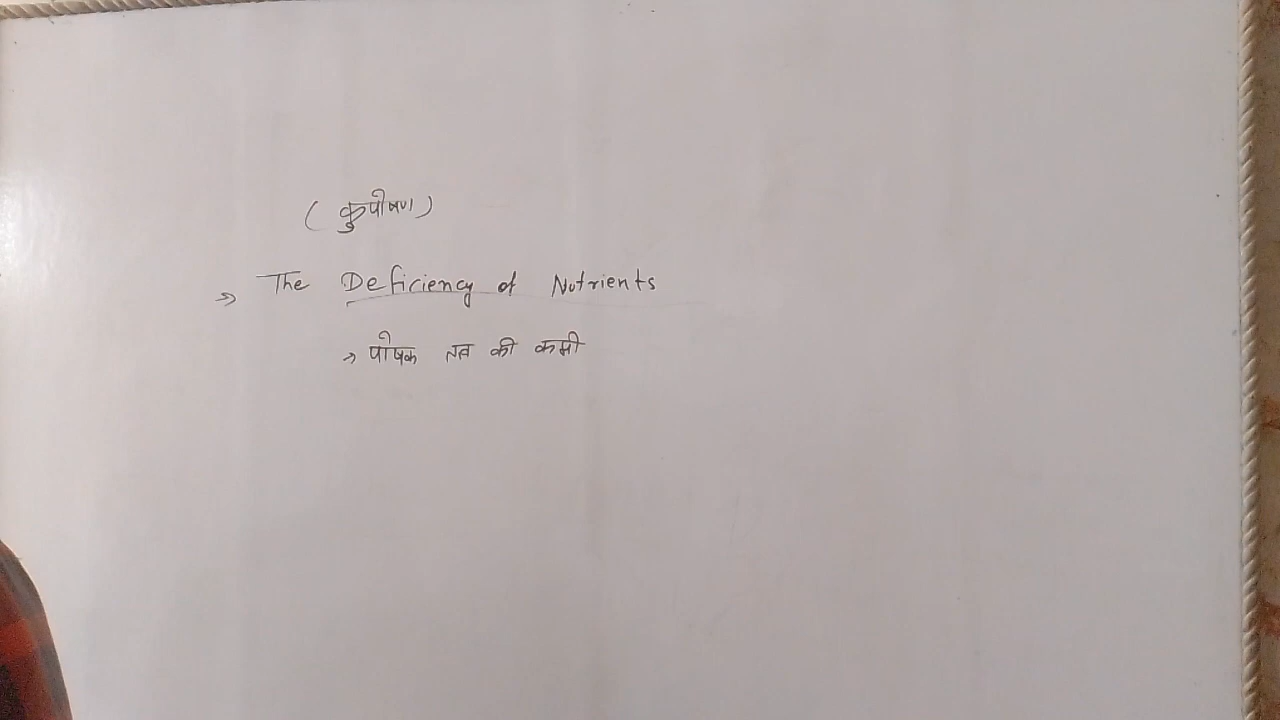 (कुपोषण)
⇒ The Deficiency of Nutrients
→ पोषक तत्व की कमी